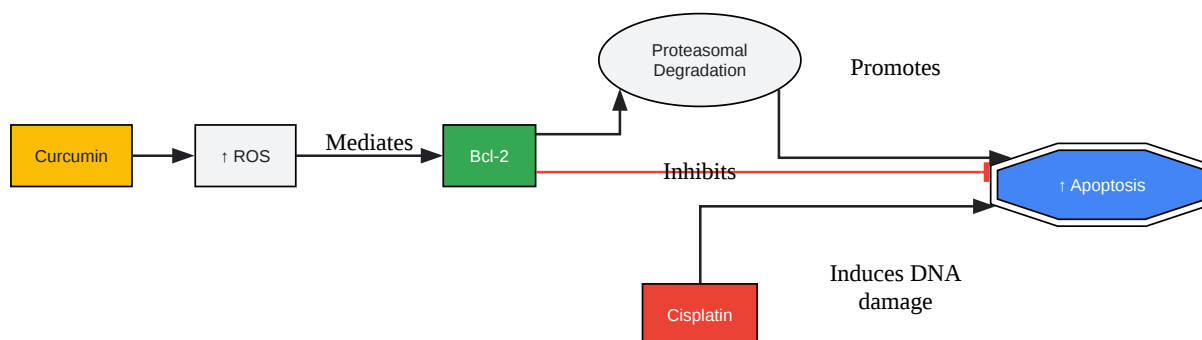 Proteasomal
Degradation
Promotes
Curcumin
↑ ROS
Mediates
Bcl-2
Inhibits
↑ Apoptosis
Induces DNA
damage
Cisplatin